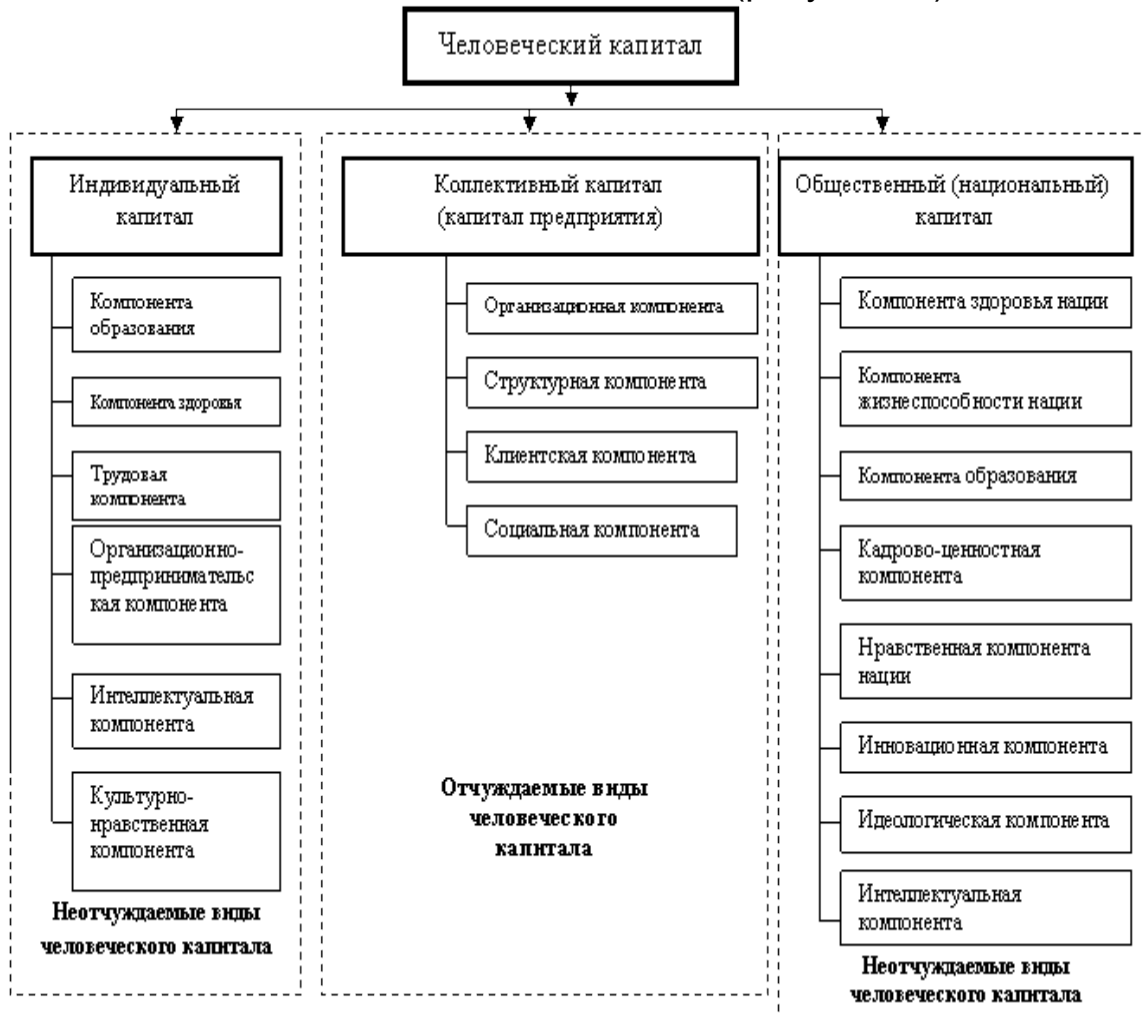 Человеческий капитал
Индивидуальный
капитал
Компонента
образования
Компонента здоровья
Трудовая
компонента
Организационно-
предпринимательс
кая компонента
Интеллектуальная
компонента
Культурно-
нравственная
компонента
Неотчуждаемые виды
человеческого капитала
Коллективный капитал
(капитал предприятия)
Организационная компонента
Структурная компонента
Клиентская компонента
Социальная компонента
Отчуждаемые виды
человеческого
капитала
Общественный (национальный)
капитал
Компонента здоровья нации
Компонента
жизнеспособности нации
Компонента образования
Кадрово-ценностная
компонента
Нравственная компонента
нации
Инновационная компонента
Идеологическая компонента
Интеллектуальная
компонента
Неотчуждаемые виды
человеческого капитала